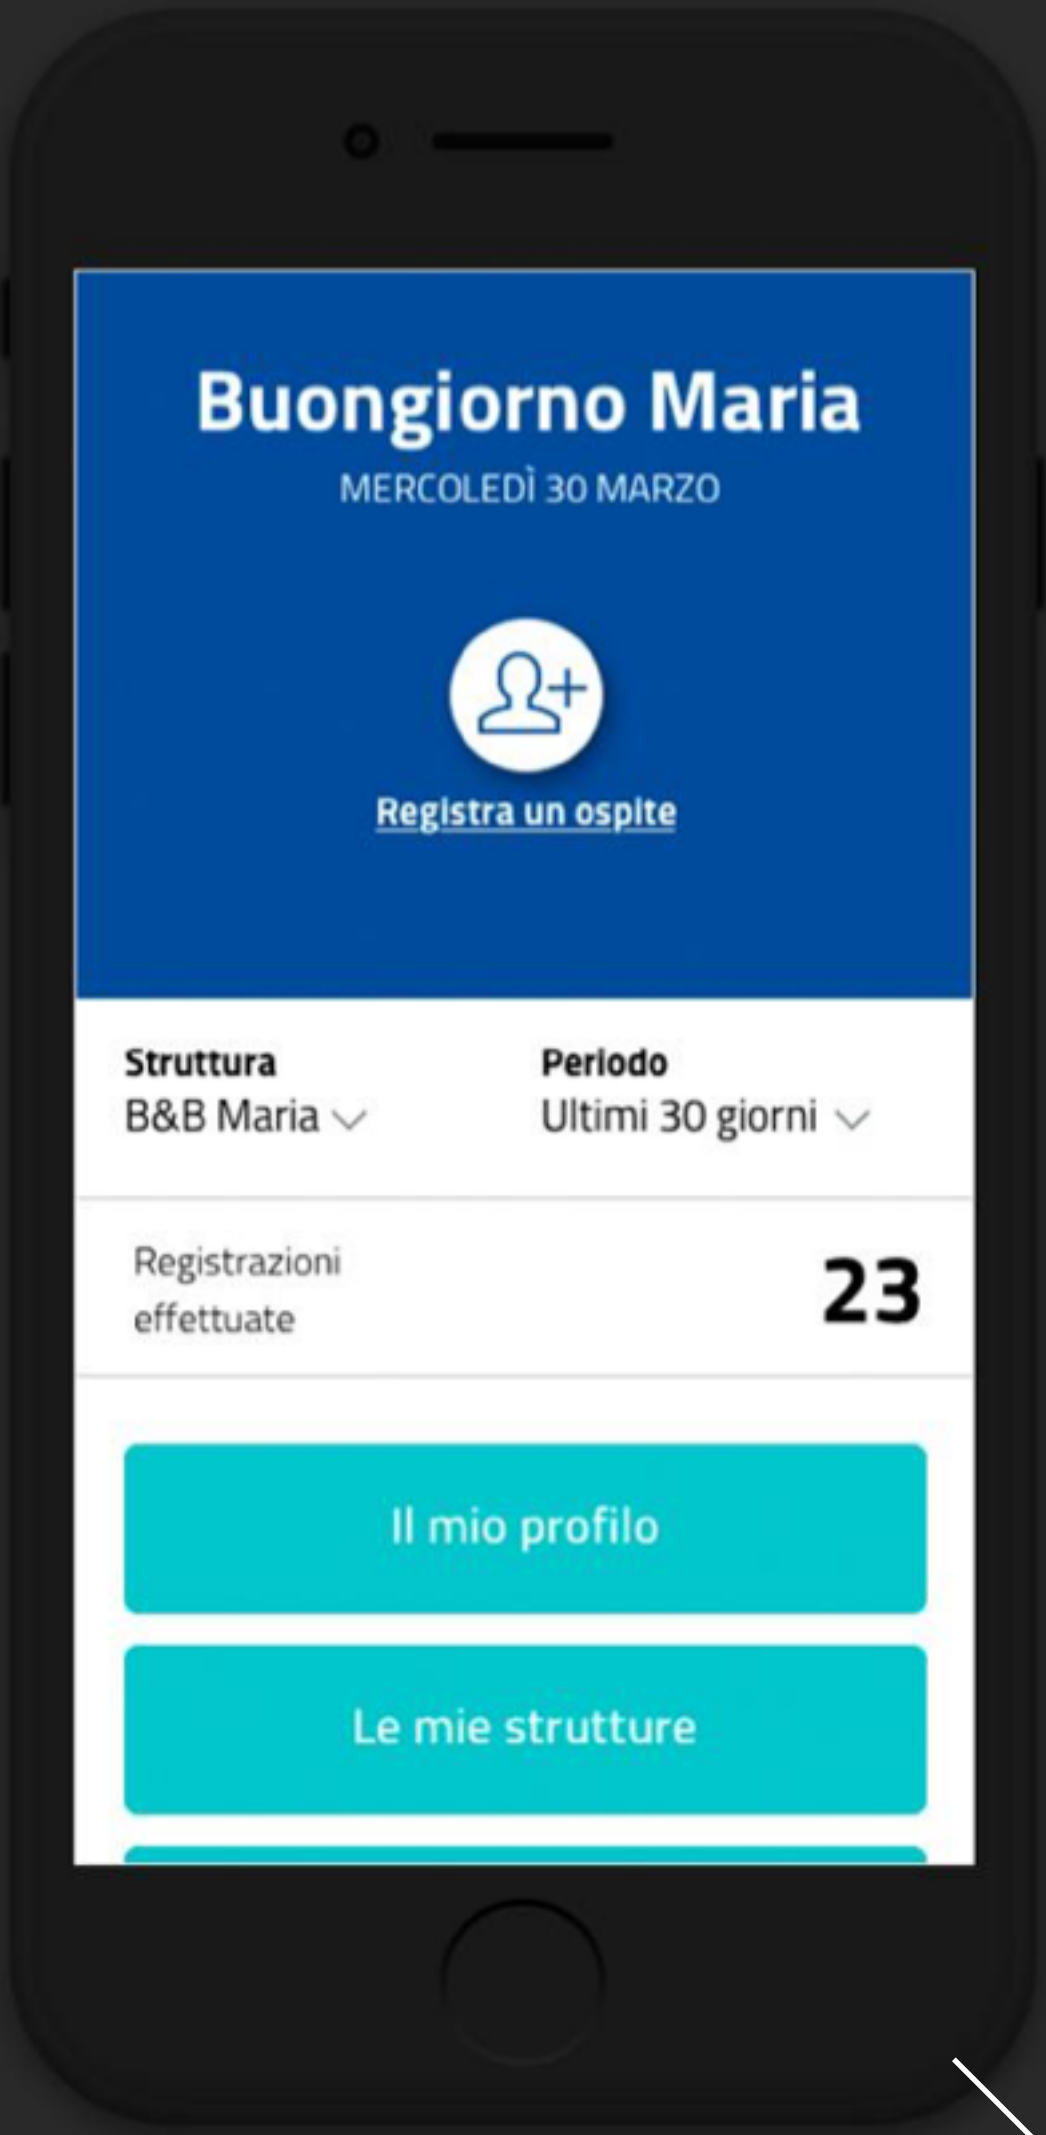 Buongiorno Maria
MERCOLEDÌ 30 MARZO
Registra un ospite
Struttura
B&B Maria
Periodo
Ultimi 30 giorni
Registrazioni
effettuate
23
Il mio profilo
Le mie strutture